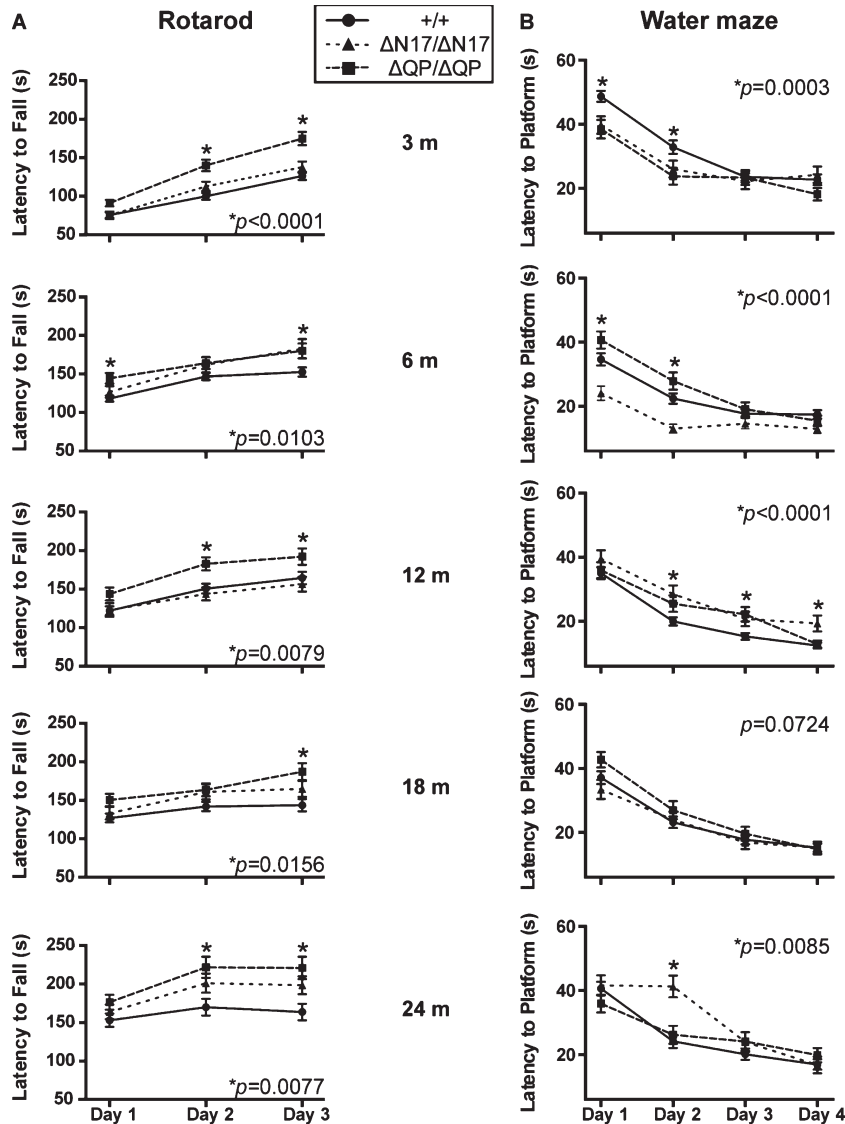 A Rotarod
+/+
ΔN17/ΔN17
ΔQP/ΔQP
B Water maze
Latency to Fall (s)
250
200
150
100
50
*
*
*p<0.0001
3 m
Latency to Platform (s)
60
40
20
*
*
*p=0.0003
Latency to Fall (s)
250
200
150
100
50
*
*
*p=0.0103
6 m
Latency to Platform (s)
60
40
20
*
*
*p<0.0001
Latency to Fall (s)
250
200
150
100
50
*
*
*p=0.0079
12 m
Latency to Platform (s)
60
40
20
*
*
*
*p<0.0001
Latency to Fall (s)
250
200
150
100
50
*
*p=0.0156
18 m
Latency to Platform (s)
60
40
20
p=0.0724
Latency to Fall (s)
250
200
150
100
50
*
*
*p=0.0077
Day 1 Day 2 Day 3
24 m
Latency to Platform (s)
60
40
20
*
*p=0.0085
Day 1 Day 2 Day 3 Day 4